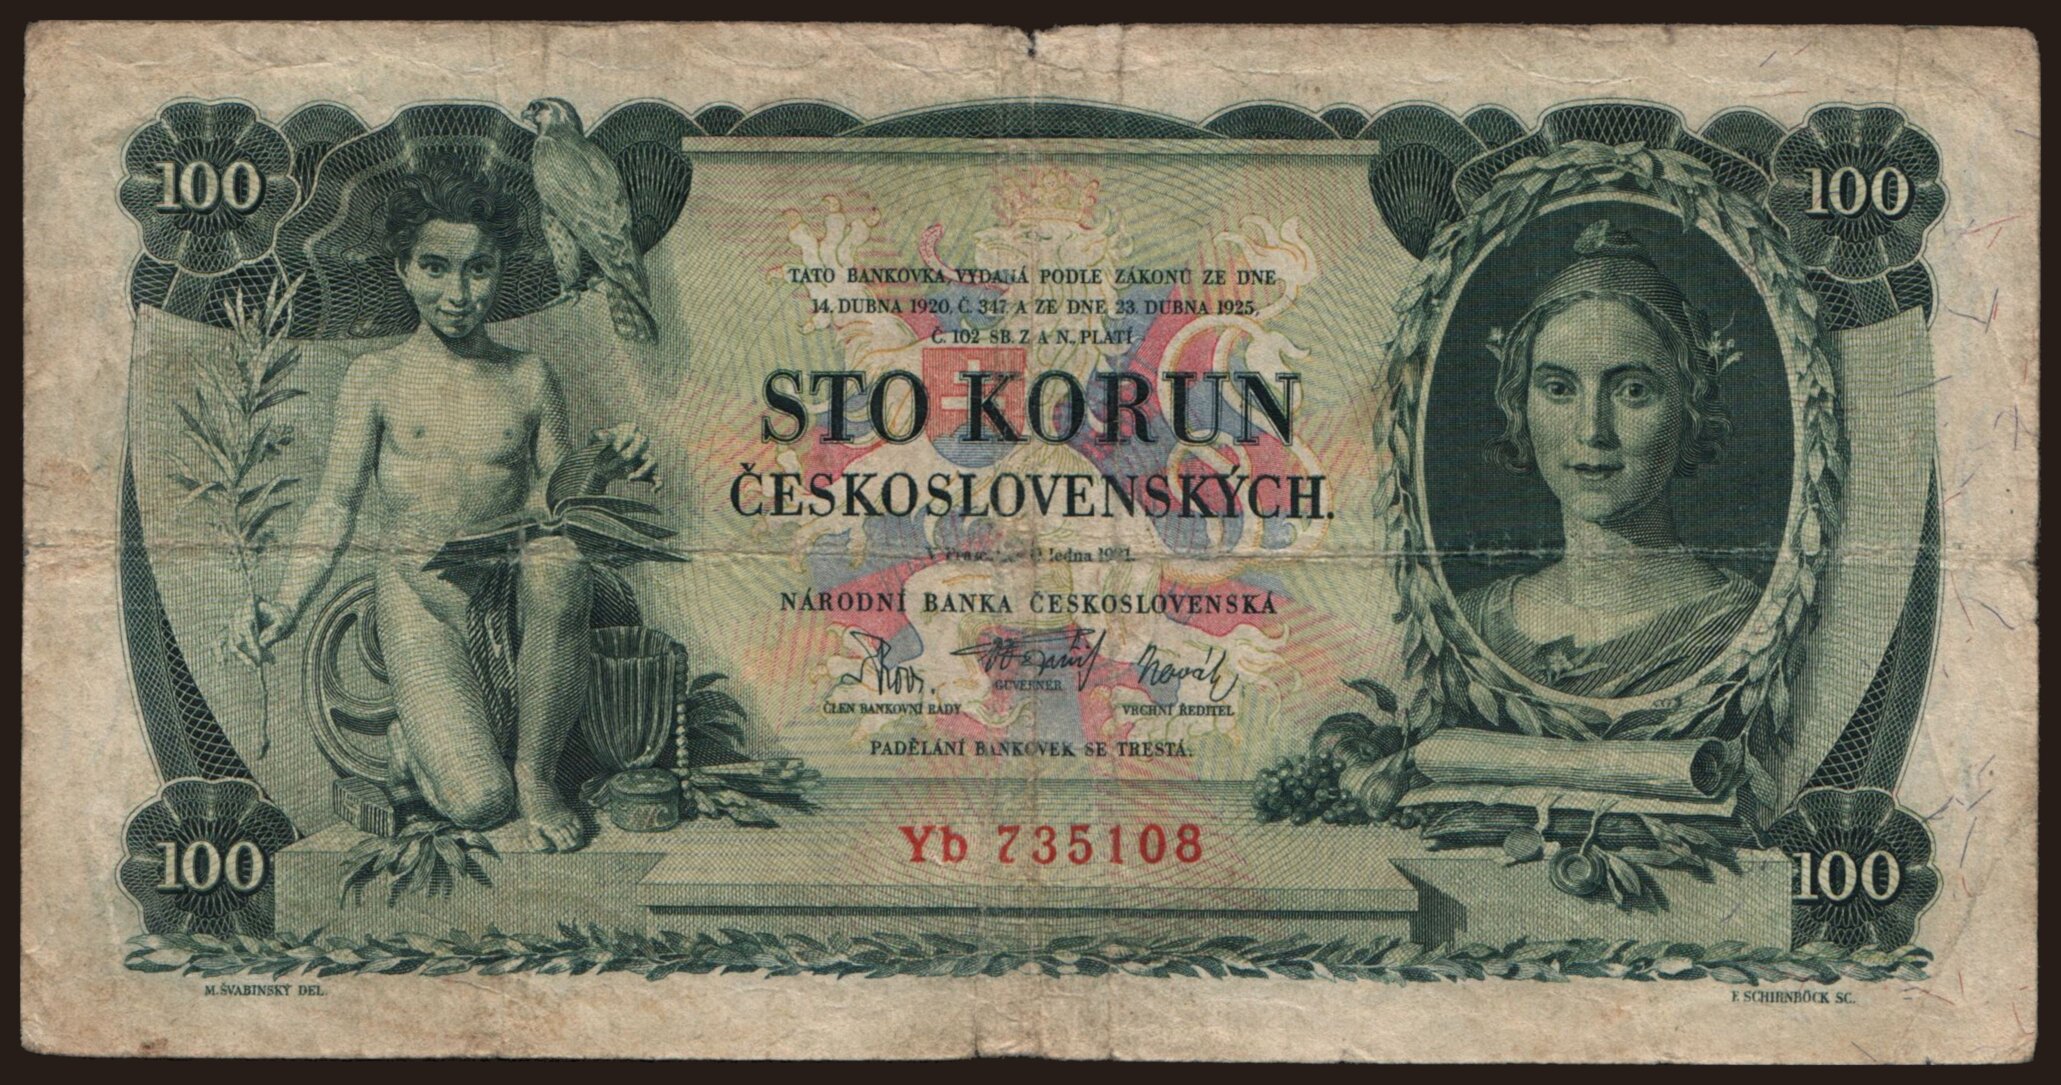 100 100
TATO BANKOVKA, VYDANÁ PODLE ZÁKONŮ ZE DNE
14. DUBNA 1920, Č. 347 A ZE DNE 23. DUBNA 1925,
Č. 102 SB. Z A N., PLATÍ
STO KORUN
ČESKOSLOVENSKÝCH.
NÁRODNÍ BANKA ČESKOSLOVENSKÁ
GUVERNER
ČLEN BANKOVNÍ RADY VRCHNÍ ŘEDITEL
PADĚLÁNÍ BANKOVEK SE TRESTÁ.
Yb 735108
100 100
M. ŠVABINSKÝ DEL. F. SCHIRNBÖCK SC.